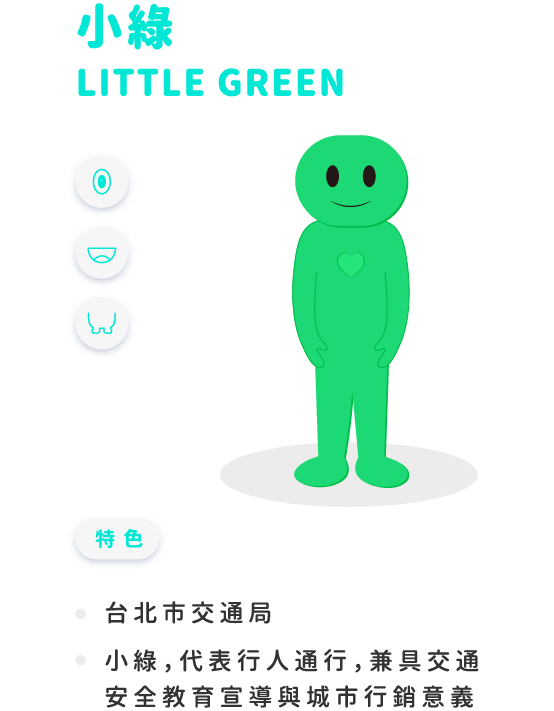 小綠
LITTLE GREEN
特色
台北市交通局
小綠,代表行人通行,兼具交通
安全教育宣導與城市行銷意義